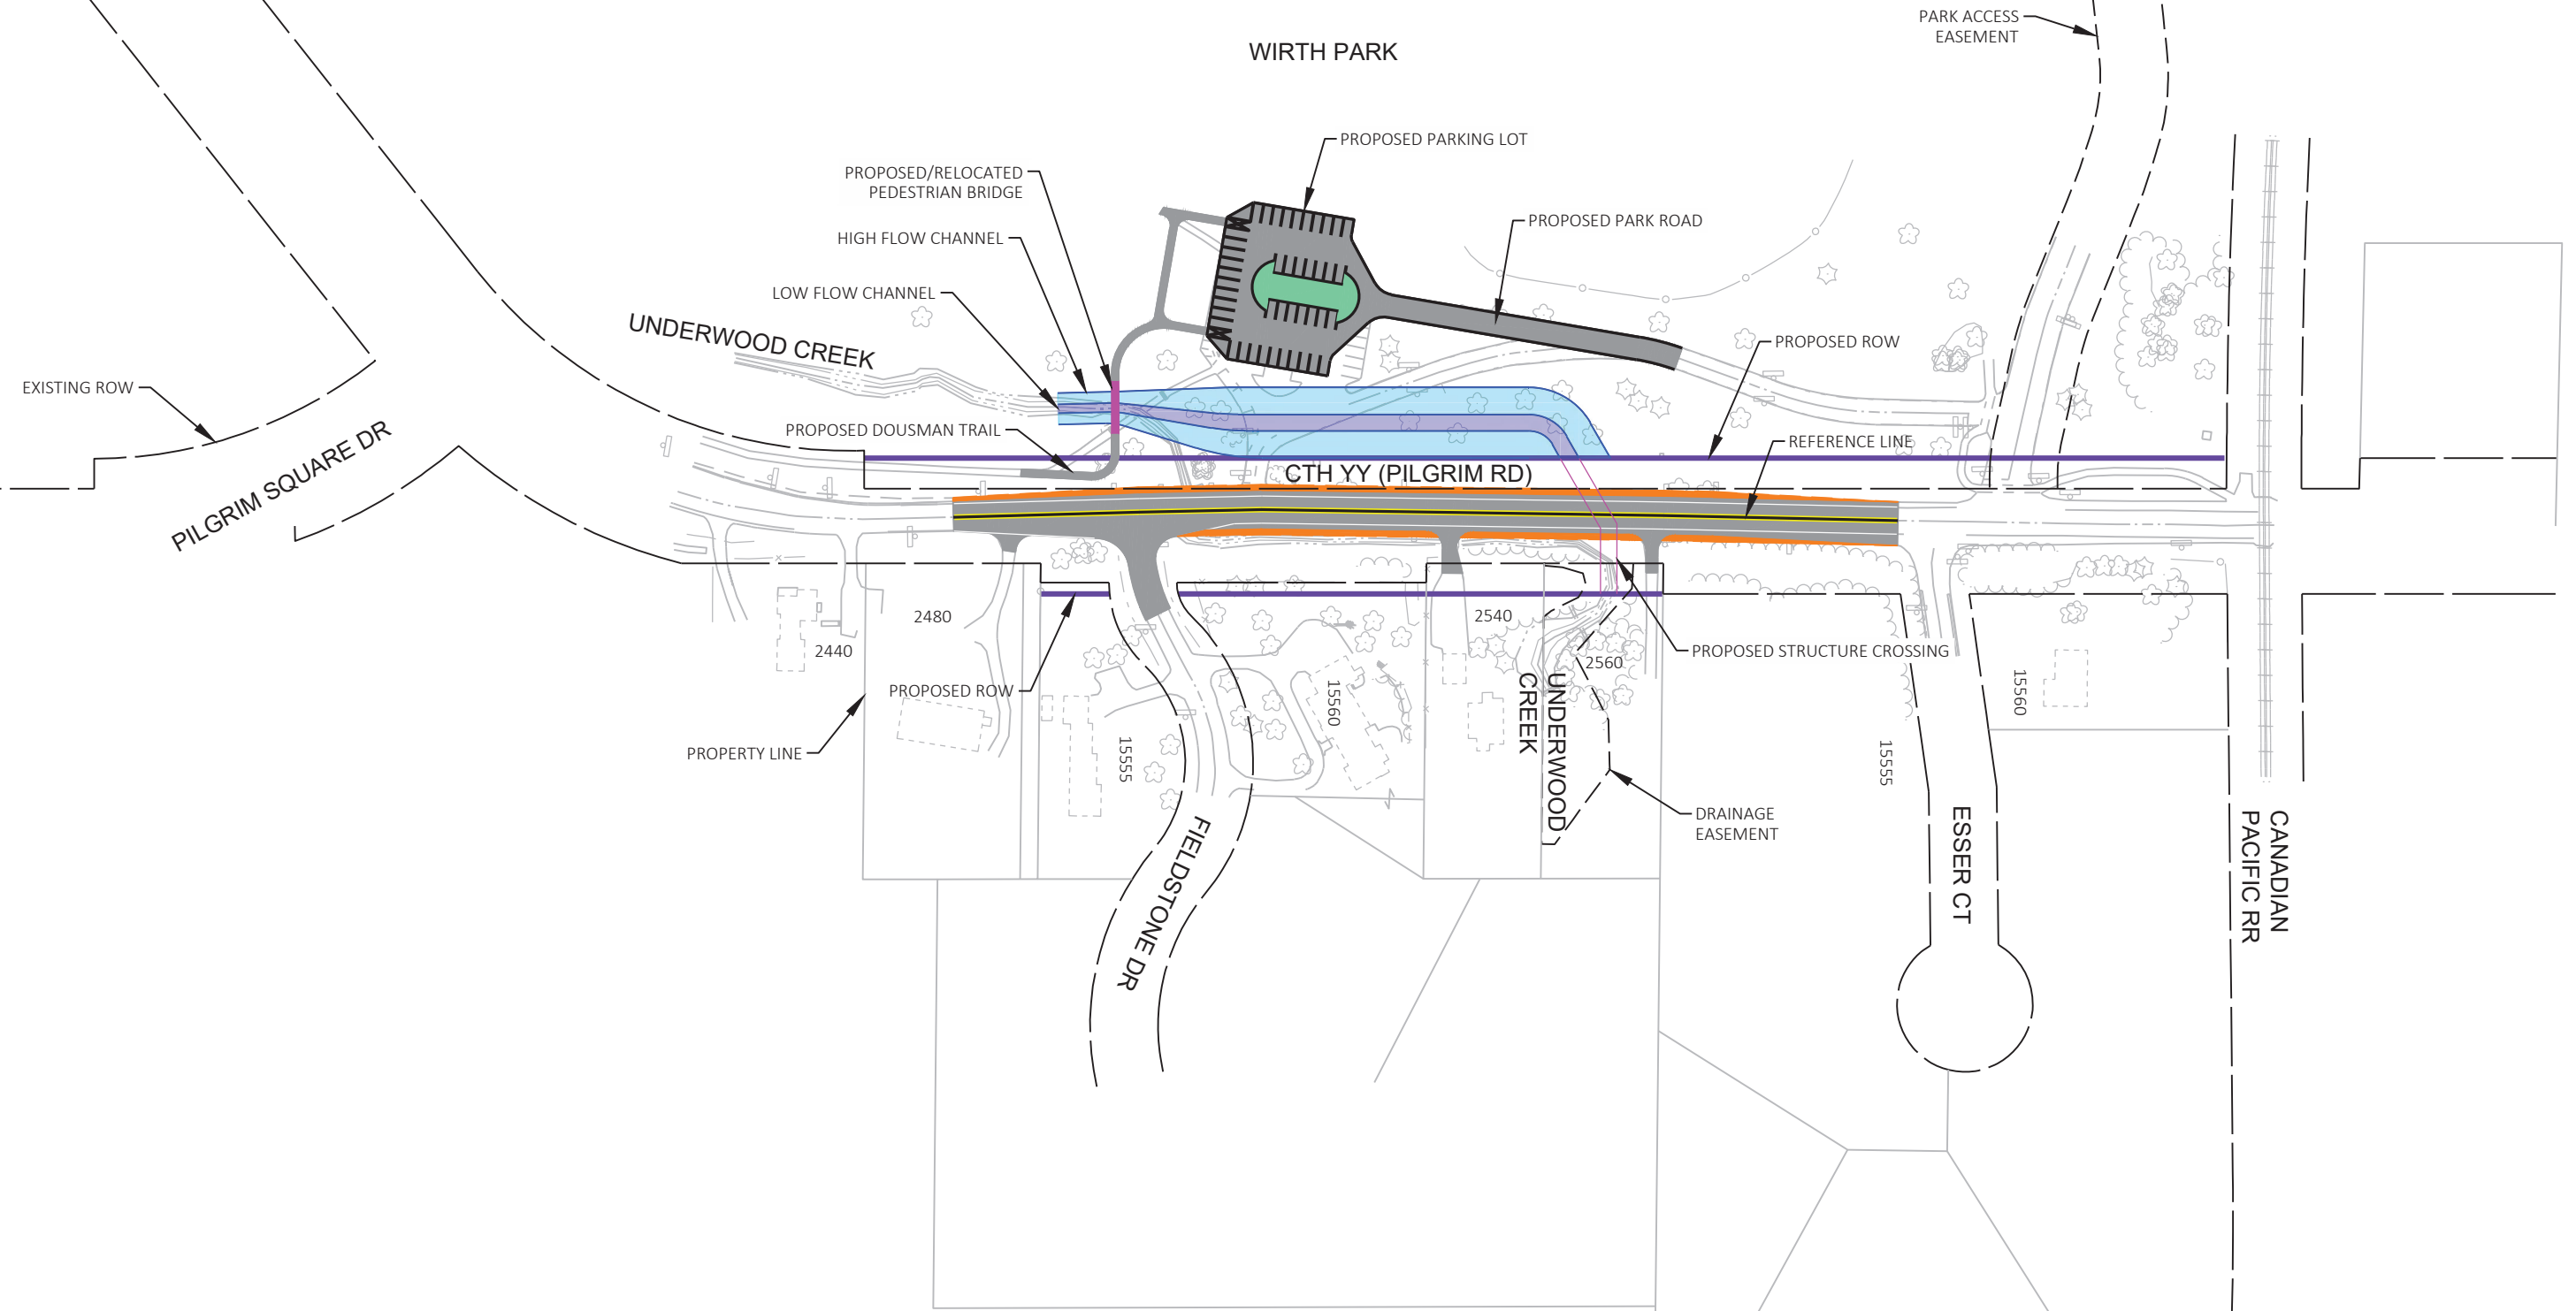 PARK ACCESS
EASEMENT
WIRTH PARK
PROPOSED PARKING LOT
PROPOSED/RELOCATED
PEDESTRIAN BRIDGE
PROPOSED PARK ROAD
HIGH FLOW CHANNEL
LOW FLOW CHANNEL
UNDERWOOD CREEK
PROPOSED ROW
EXISTING ROW
PROPOSED DOUSMAN TRAIL
REFERENCE LINE
CTH YY (PILGRIM RD)
PILGRIM SQUARE DR
2480
2540
2440
PROPOSED STRUCTURE CROSSING
2560
PROPOSED ROW
15560
UNDERWOOD
CREEK
15560
PROPERTY LINE
15555
15555
DRAINAGE
EASEMENT
FIELDSTONE DR
ESSER CT
CANADIAN
PACIFIC RR